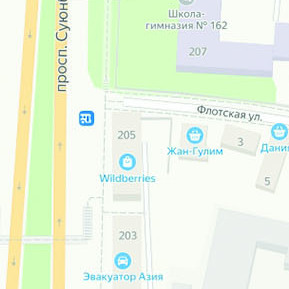 Школа-
гимназия № 162
207
просп. Суюн
Флотская ул.
205
Wildberries
Жан-Гулим
3
Дани
5
203
Эвакуатор Азия